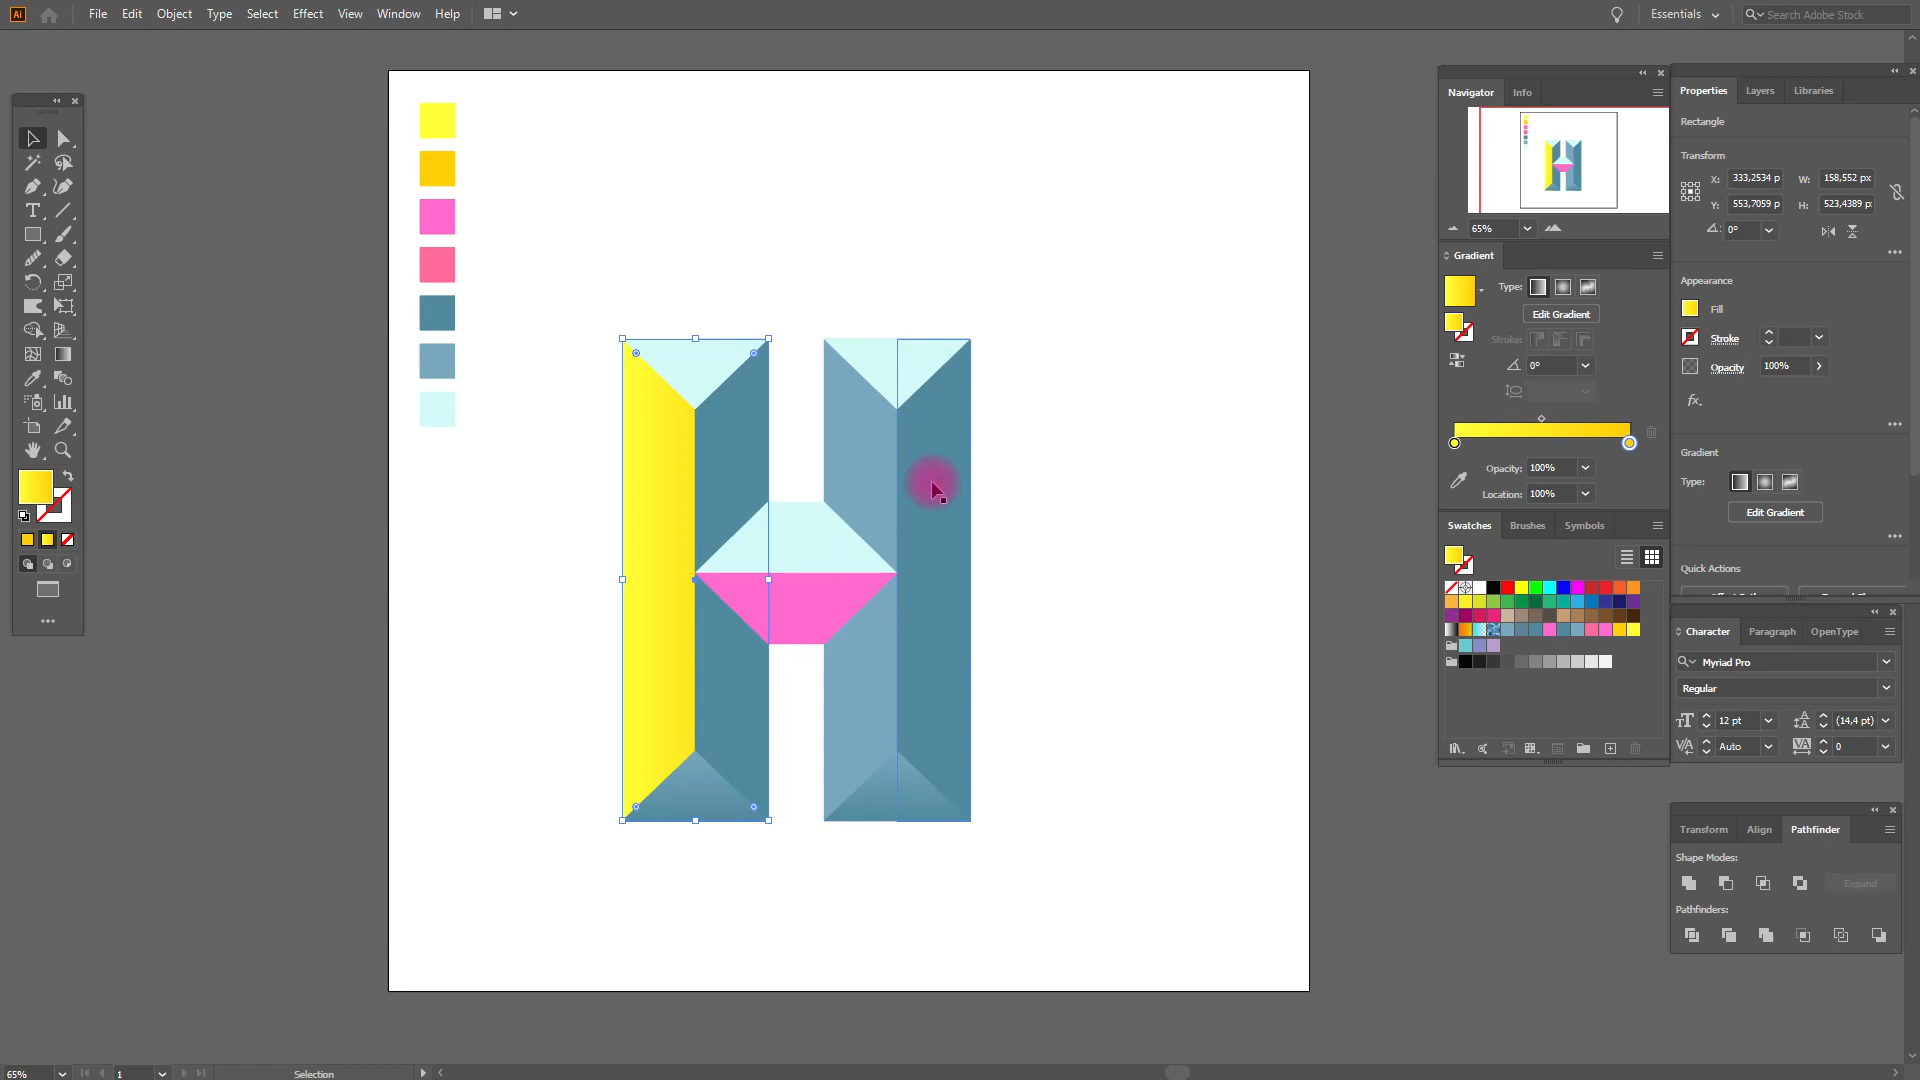 Ai
File Edit Object Type Select Effect View Window Help
Essentials
Search Adobe Stock
Navigator Info
65%
Gradient
Type:
Edit Gradient
Stroke:
0°
Opacity: 100%
Location: 100%
Swatches Brushes Symbols
Properties Layers Libraries
Rectangle
Transform
X: 333,2534 p W: 158,552 px
Y: 553,7059 p H: 523,4389 p
0°
Appearance
Fill
Stroke
Opacity 100%
fx
Gradient
Type:
Edit Gradient
Quick Actions
Character Paragraph OpenType
Myriad Pro
Regular
12 pt (14,4 pt)
Auto 0
Transform Align Pathfinder
Shape Modes:
Expand
Pathfinders:
65% 1 Selection